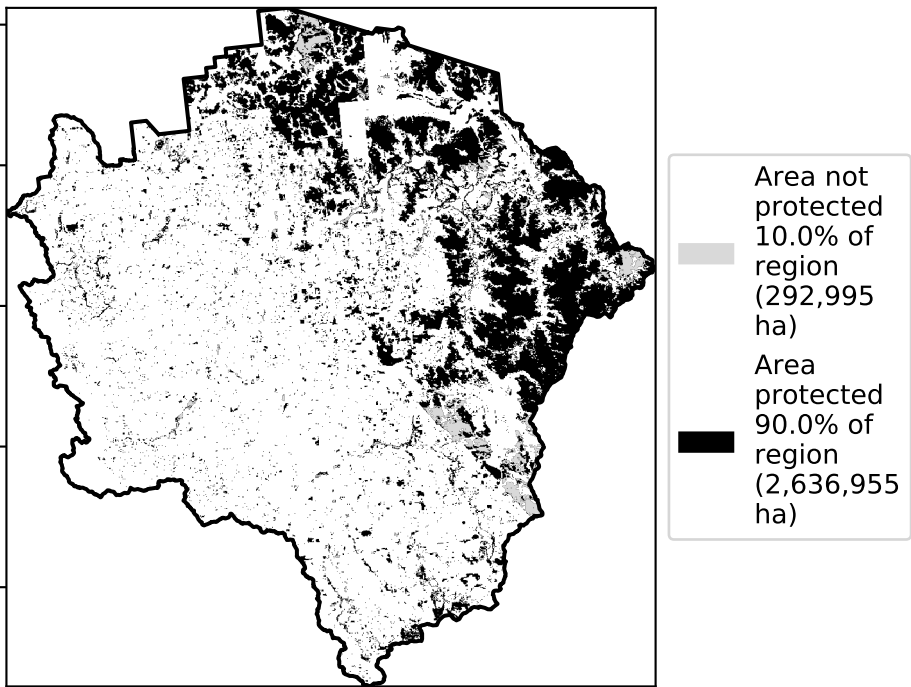 Area not
protected
10.0% of
region
(292,995
ha)
Area
protected
90.0% of
region
(2,636,955
ha)